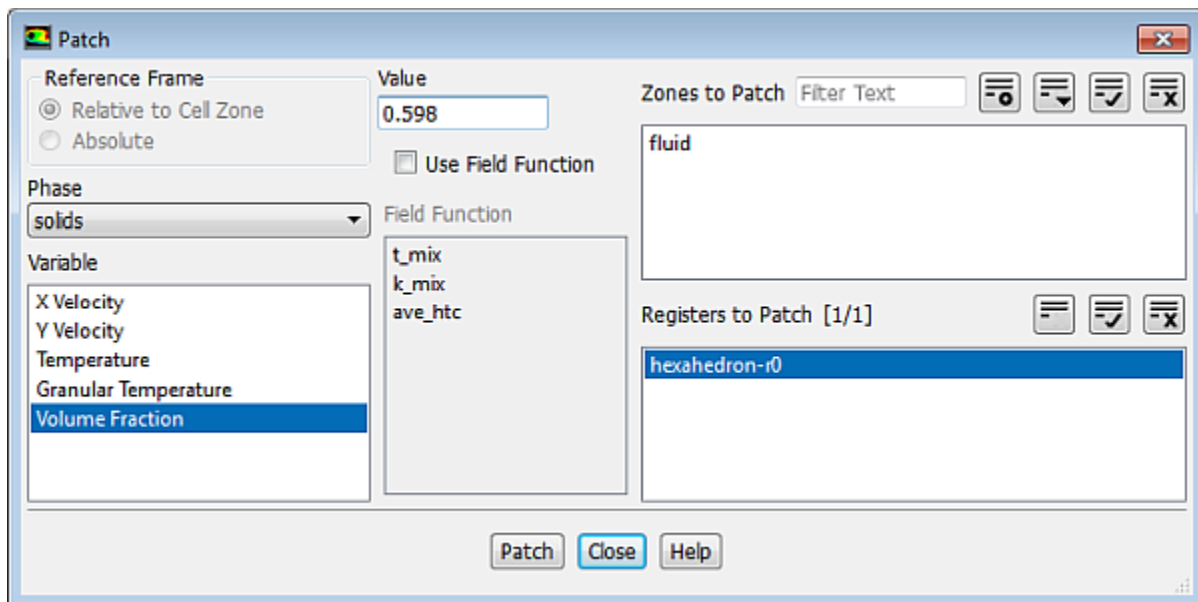 Patch
Reference Frame
Relative to Cell Zone
Absolute
Phase
solids
Variable
X Velocity
Y Velocity
Temperature
Granular Temperature
Volume Fraction
Value
0.598
Use Field Function
Field Function
t_mix
k_mix
ave_htc
Zones to Patch Filter Text
fluid
Registers to Patch [1/1]
hexahedron-r0
Patch Close Help